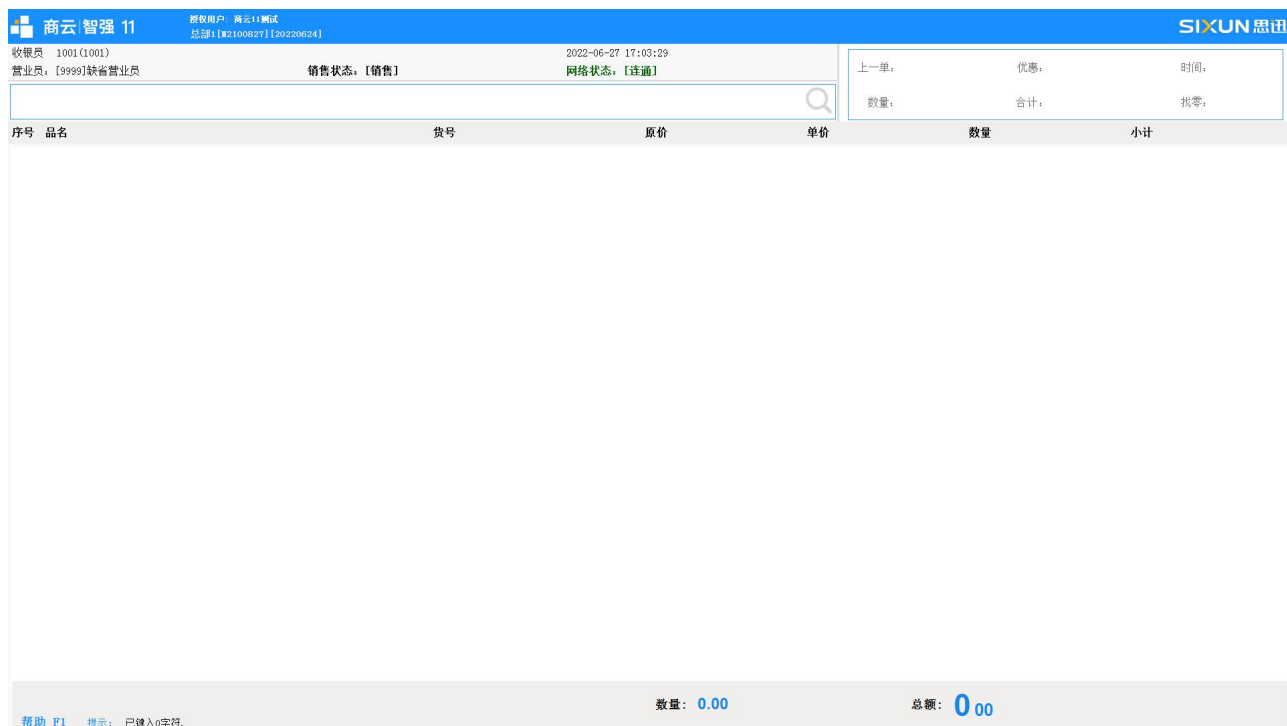 商云|智强 11
授权用户: 商云11测试
总部1[M2100827][20220624]
SIXUN思迅
收银员 1001(1001)
2022-06-27 17:03:29
营业员: [9999]缺省营业员
销售状态: [销售]
网络状态: [连通]
上一单:
优惠:
时间:
数量:
合计:
找零:
序号 品名 货号 原价 单价 数量 小计
数量: 0.00
总额: 0 00
帮助 F1 提示: 已键入0字符.